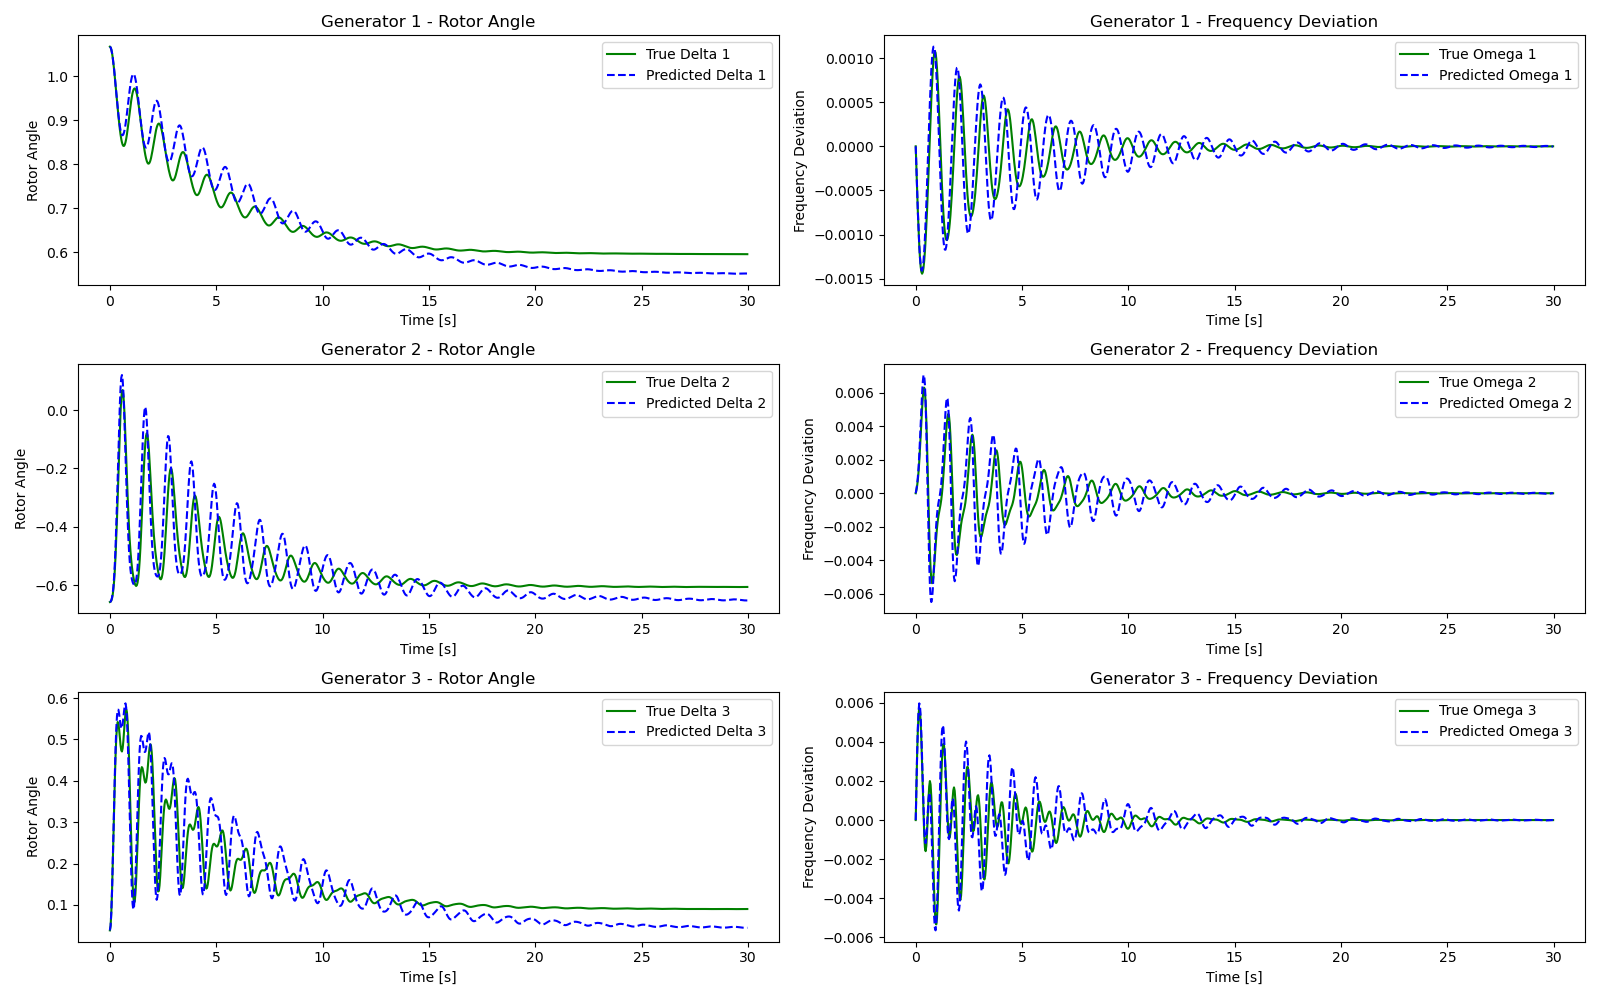 Generator 1 - Rotor Angle
Rotor Angle
1.0
0.9
0.8
0.7
0.6
True Delta 1
Predicted Delta 1
0 5 10 15 20 25 30
Time [s]
Generator 1 - Frequency Deviation
Frequency Deviation
0.0010
0.0005
0.0000
−0.0005
−0.0010
−0.0015
True Omega 1
Predicted Omega 1
0 5 10 15 20 25 30
Time [s]
Generator 2 - Rotor Angle
Rotor Angle
0.0
−0.2
−0.4
−0.6
True Delta 2
Predicted Delta 2
0 5 10 15 20 25 30
Time [s]
Generator 2 - Frequency Deviation
Frequency Deviation
0.006
0.004
0.002
0.000
−0.002
−0.004
−0.006
True Omega 2
Predicted Omega 2
0 5 10 15 20 25 30
Time [s]
Generator 3 - Rotor Angle
Rotor Angle
0.6
0.5
0.4
0.3
0.2
0.1
True Delta 3
Predicted Delta 3
0 5 10 15 20 25 30
Time [s]
Generator 3 - Frequency Deviation
Frequency Deviation
0.006
0.004
0.002
0.000
−0.002
−0.004
−0.006
True Omega 3
Predicted Omega 3
0 5 10 15 20 25 30
Time [s]